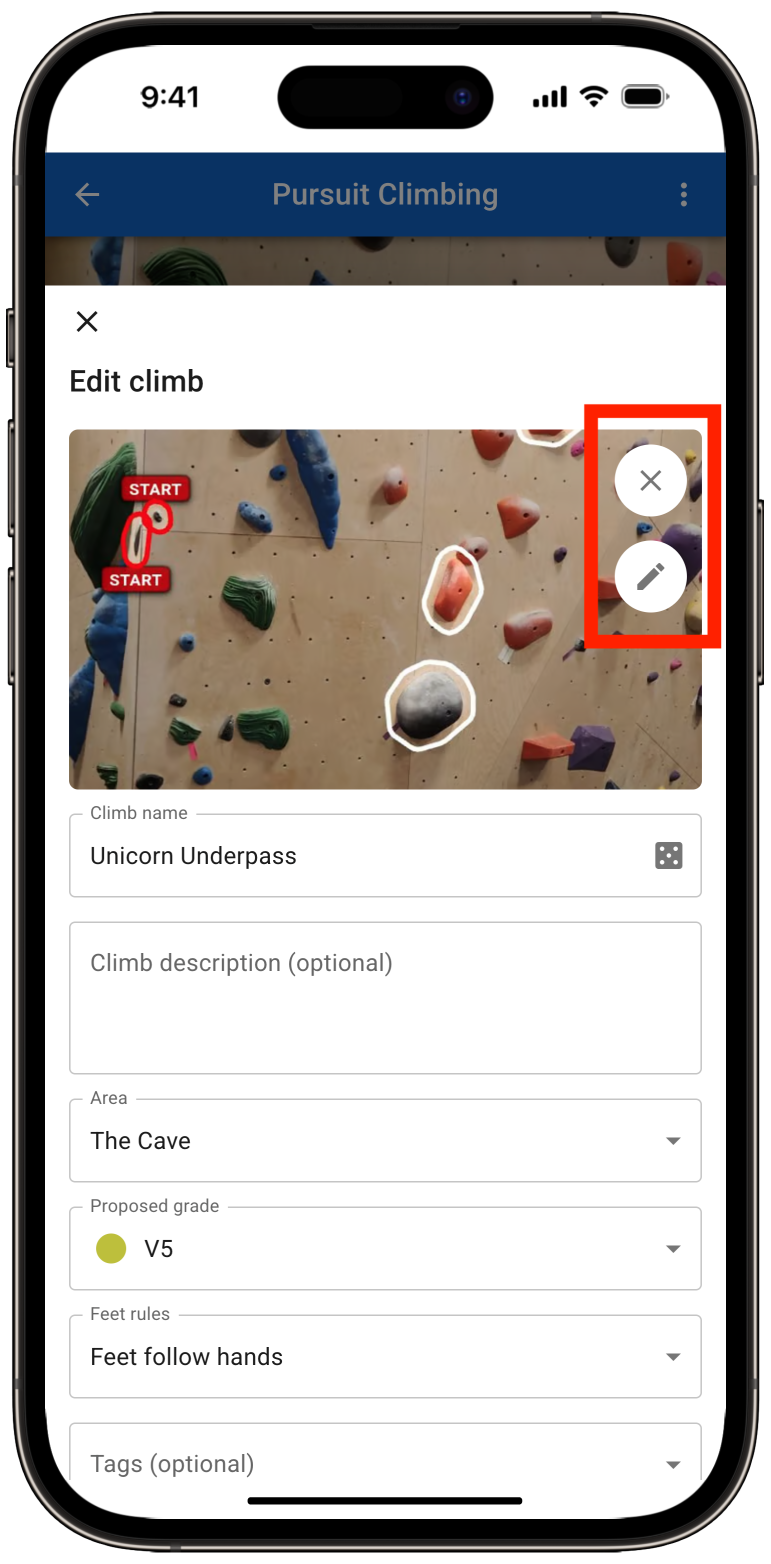 9:41
Pursuit Climbing
Edit climb
START
START
Climb name
Unicorn Underpass
Climb description (optional)
Area
The Cave
Proposed grade
V5
Feet rules
Feet follow hands
Tags (optional)